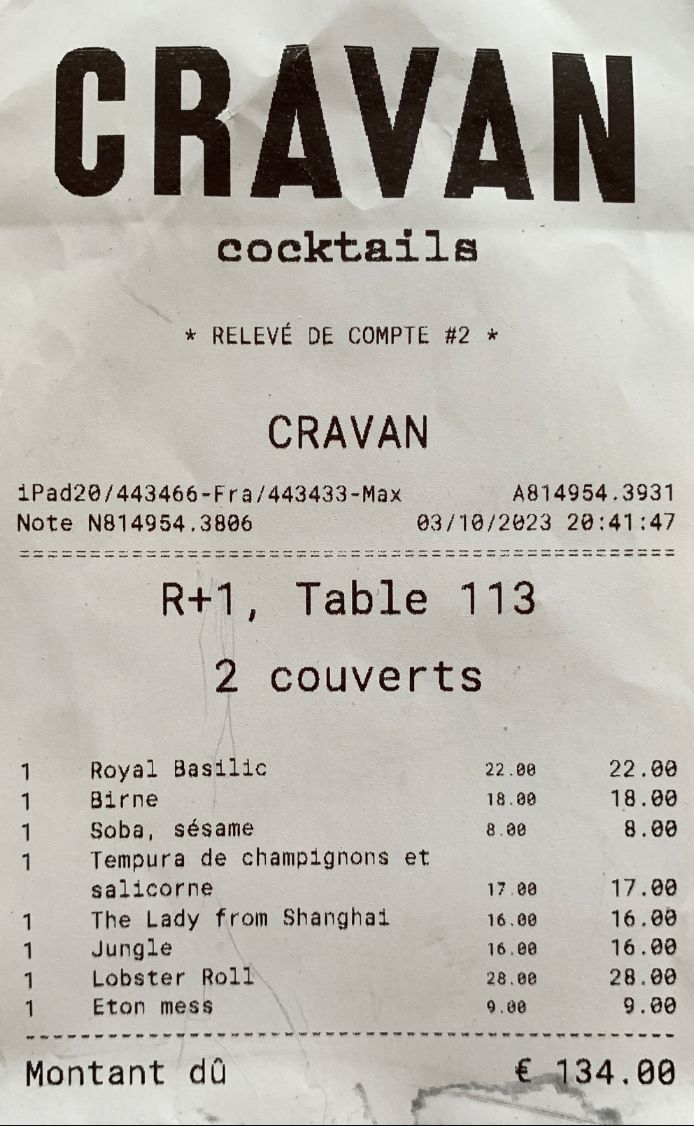 CRAVAN
cocktails
* RELEVÉ DE COMPTE #2 *
CRAVAN
iPad20/443466-Fra/443433-Max A814954.3931
Note N814954.3806 03/10/2023 20:41:47
================================================
R+1, Table 113
2 couverts
1 Royal Basilic 22.00 22.00
1 Birne 18.00 18.00
1 Soba, sésame 8.00 8.00
1 Tempura de champignons et
salicorne 17.00 17.00
1 The Lady from Shanghai 16.00 16.00
1 Jungle 16.00 16.00
1 Lobster Roll 28.00 28.00
1 Eton mess 9.00 9.00
------------------------------------------------
Montant dû € 134.00